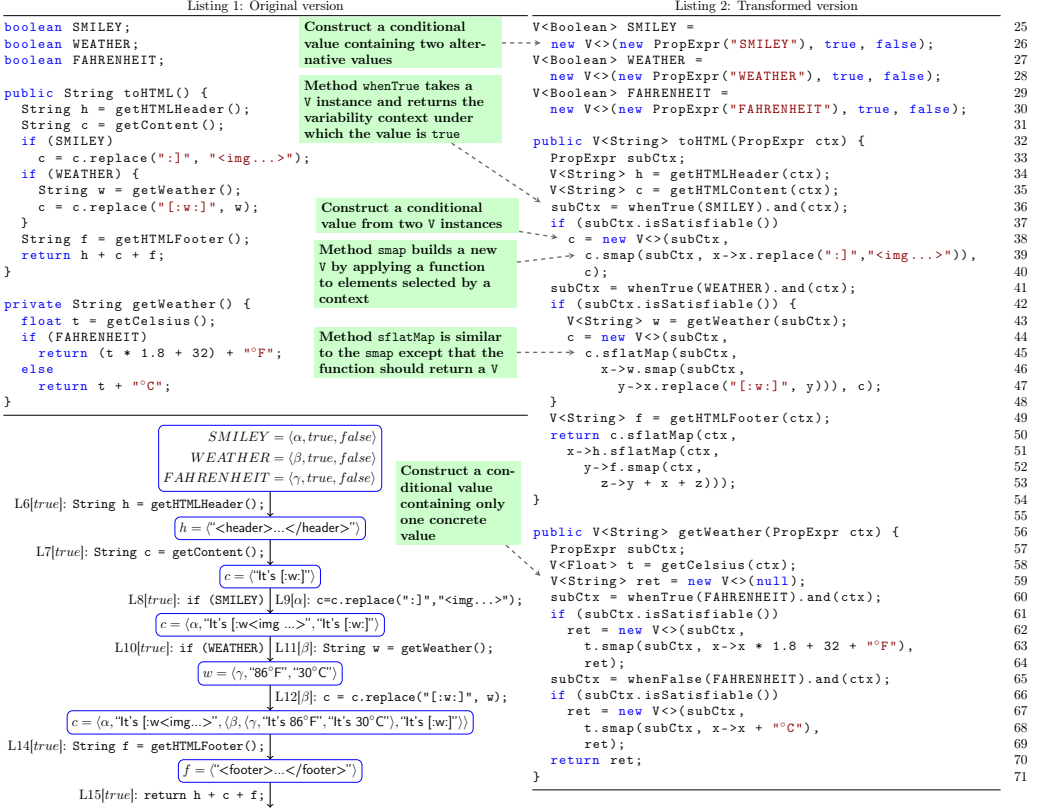 Listing 1: Original version
boolean SMILEY;
boolean WEATHER;
boolean FAHRENHEIT;
public String toHTML() {
String h = getHTMLHeader();
String c = getContent();
if (SMILEY)
c = c.replace(":]", "<img...>");
if (WEATHER) {
String w = getWeather();
c = c.replace("[:w:]", w);
}
String f = getHTMLFooter();
return h + c + f;
}
private String getWeather() {
float t = getCelsius();
if (FAHRENHEIT)
return (t * 1.8 + 32) + "°F";
else
return t + "°C";
}
Construct a conditional
value containing two alter-
native values
Method whenTrue takes a
V instance and returns the
variability context under
which the value is true
Construct a conditional
value from two V instances
Method smap builds a new
V by applying a function
to elements selected by a
context
Method sflatMap is similar
to the smap except that the
function should return a V
Construct a con-
ditional value
containing only
one concrete
value
Listing 2: Transformed version
V<Boolean> SMILEY = 25
new V<>(new PropExpr("SMILEY"), true, false); 26
V<Boolean> WEATHER = 27
new V<>(new PropExpr("WEATHER"), true, false); 28
V<Boolean> FAHRENHEIT = 29
new V<>(new PropExpr("FAHRENHEIT"), true, false); 30
31
public V<String> toHTML(PropExpr ctx) { 32
PropExpr subCtx; 33
V<String> h = getHTMLHeader(ctx); 34
V<String> c = getHTMLContent(ctx); 35
subCtx = whenTrue(SMILEY).and(ctx); 36
if (subCtx.isSatisfiable()) 37
c = new V<>(subCtx, 38
c.smap(subCtx, x->x.replace(":]","<img...>")), 39
c); 40
subCtx = whenTrue(WEATHER).and(ctx); 41
if (subCtx.isSatisfiable()) { 42
V<String> w = getWeather(subCtx); 43
c = new V<>(subCtx, 44
c.sflatMap(subCtx, 45
x->w.smap(subCtx, 46
y->x.replace("[:w:]", y))), c); 47
} 48
V<String> f = getHTMLFooter(ctx); 49
return c.sflatMap(ctx, 50
x->h.sflatMap(ctx, 51
y->f.smap(ctx, 52
z->y + x + z))); 53
} 54
55
public V<String> getWeather(PropExpr ctx) { 56
PropExpr subCtx; 57
V<Float> t = getCelsius(ctx); 58
V<String> ret = new V<>(null); 59
subCtx = whenTrue(FAHRENHEIT).and(ctx); 60
if (subCtx.isSatisfiable()) 61
ret = new V<>(subCtx, 62
t.smap(subCtx, x->x * 1.8 + 32 + "°F"), 63
ret); 64
subCtx = whenFalse(FAHRENHEIT).and(ctx); 65
if (subCtx.isSatisfiable()) 66
ret = new V<>(subCtx, 67
t.smap(subCtx, x->x + "°C"), 68
ret); 69
return ret; 70
} 71
SMILEY = ⟨α, true, false⟩
WEATHER = ⟨β, true, false⟩
FAHRENHEIT = ⟨γ, true, false⟩
L6[true]: String h = getHTMLHeader();
h = ⟨"<header>...</header>"⟩
L7[true]: String c = getContent();
c = ⟨"It's [:w:]"⟩
L8[true]: if (SMILEY) L9[α]: c=c.replace(":]","<img...>");
c = ⟨α,"It's [:w<img ...>","It's [:w:]"⟩
L10[true]: if (WEATHER) L11[β]: String w = getWeather();
w = ⟨γ,"86°F","30°C"⟩
L12[β]: c = c.replace("[:w:]", w);
c = ⟨α,"It's [:w<img...>", ⟨β, ⟨γ,"It's 86°F","It's 30°C"⟩,"It's [:w:]"⟩⟩
L14[true]: String f = getHTMLFooter();
f = ⟨"<footer>...</footer>"⟩
L15[true]: return h + c + f;